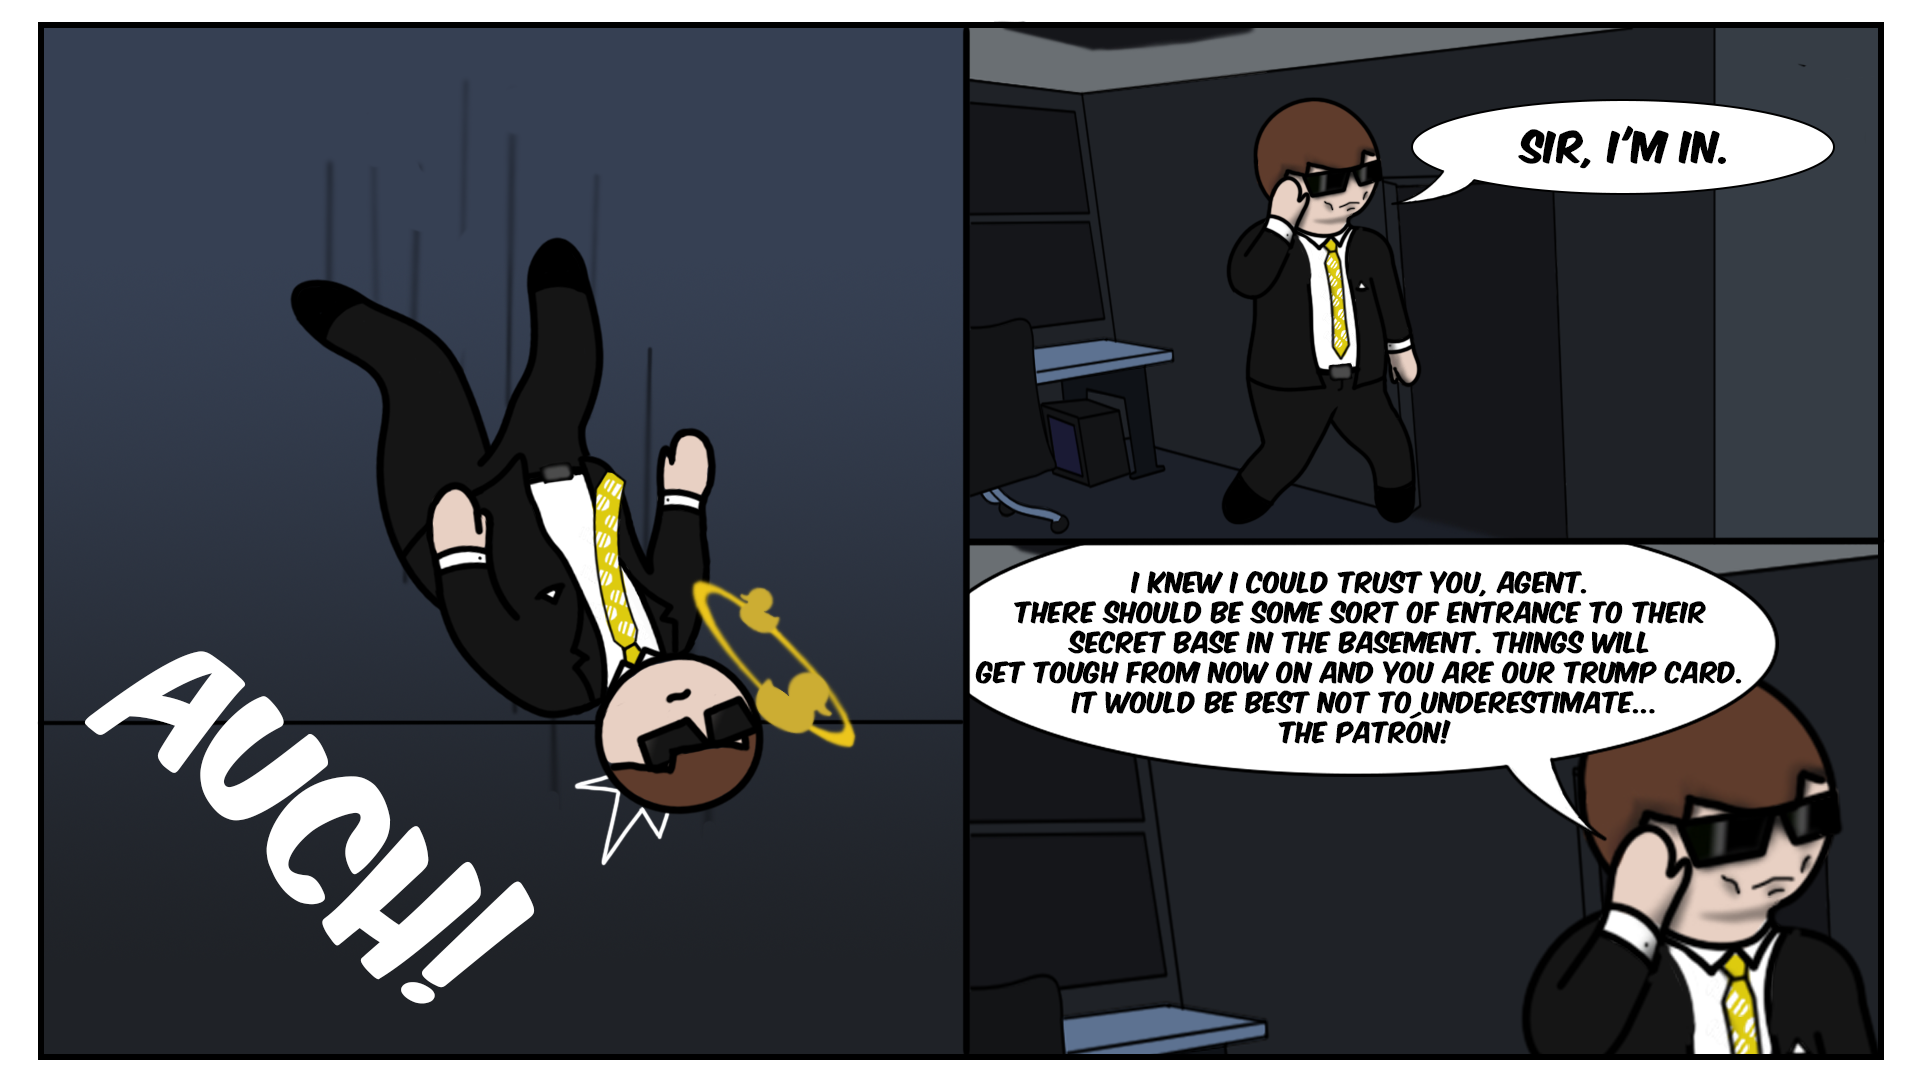 AUCH!
SIR, I'M IN.
I KNEW I COULD TRUST YOU, AGENT.
THERE SHOULD BE SOME SORT OF ENTRANCE TO THEIR
SECRET BASE IN THE BASEMENT. THINGS WILL
GET TOUGH FROM NOW ON AND YOU ARE OUR TRUMP CARD.
IT WOULD BE BEST NOT TO UNDERESTIMATE...
THE PATRÓN!